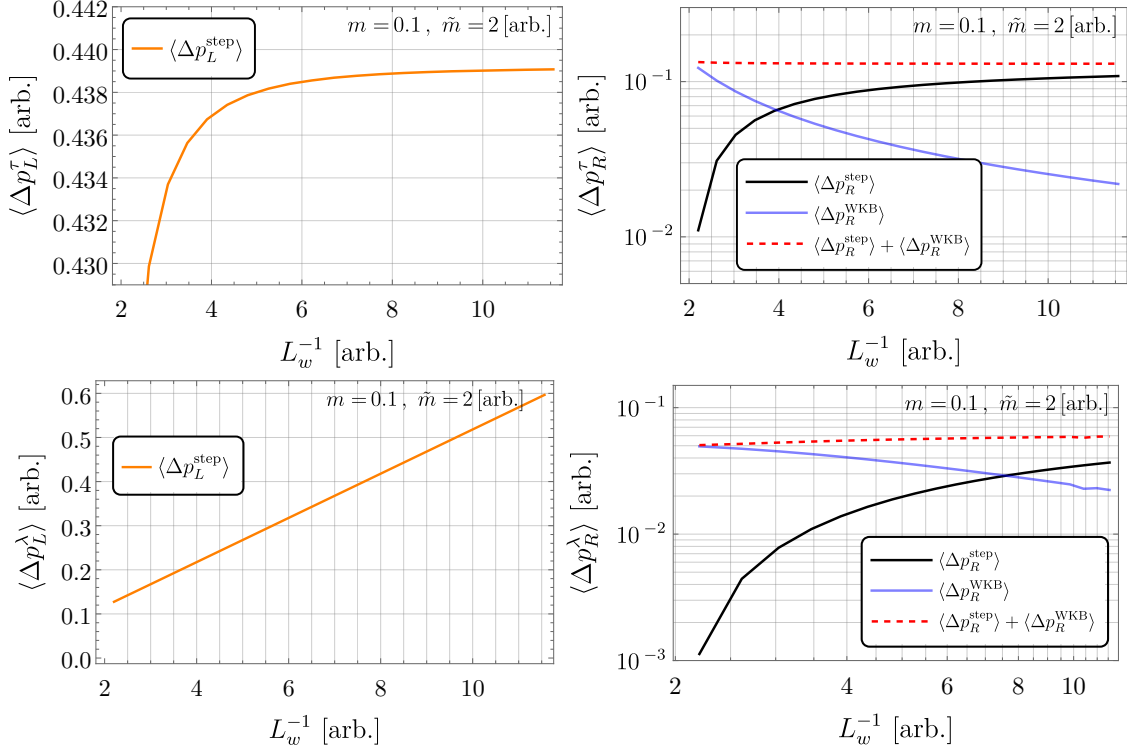 m = 0.1 , m̃ = 2 [arb.]
⟨Δp_L^step⟩
⟨Δp_L^τ⟩ [arb.]
0.442
0.440
0.438
0.436
0.434
0.432
0.430
2 4 6 8 10
L_w^{-1} [arb.]
m = 0.1 , m̃ = 2 [arb.]
⟨Δp_R^τ⟩ [arb.]
10^{-1}
10^{-2}
⟨Δp_R^step⟩
⟨Δp_R^WKB⟩
⟨Δp_R^step⟩ + ⟨Δp_R^WKB⟩
2 4 6 8 10
L_w^{-1} [arb.]
m = 0.1 , m̃ = 2 [arb.]
⟨Δp_L^step⟩
⟨Δp_L^λ⟩ [arb.]
0.6
0.5
0.4
0.3
0.2
0.1
0.0
2 4 6 8 10
L_w^{-1} [arb.]
m = 0.1 , m̃ = 2 [arb.]
⟨Δp_R^λ⟩ [arb.]
10^{-1}
10^{-2}
10^{-3}
⟨Δp_R^step⟩
⟨Δp_R^WKB⟩
⟨Δp_R^step⟩ + ⟨Δp_R^WKB⟩
2 4 6 8 10
L_w^{-1} [arb.]